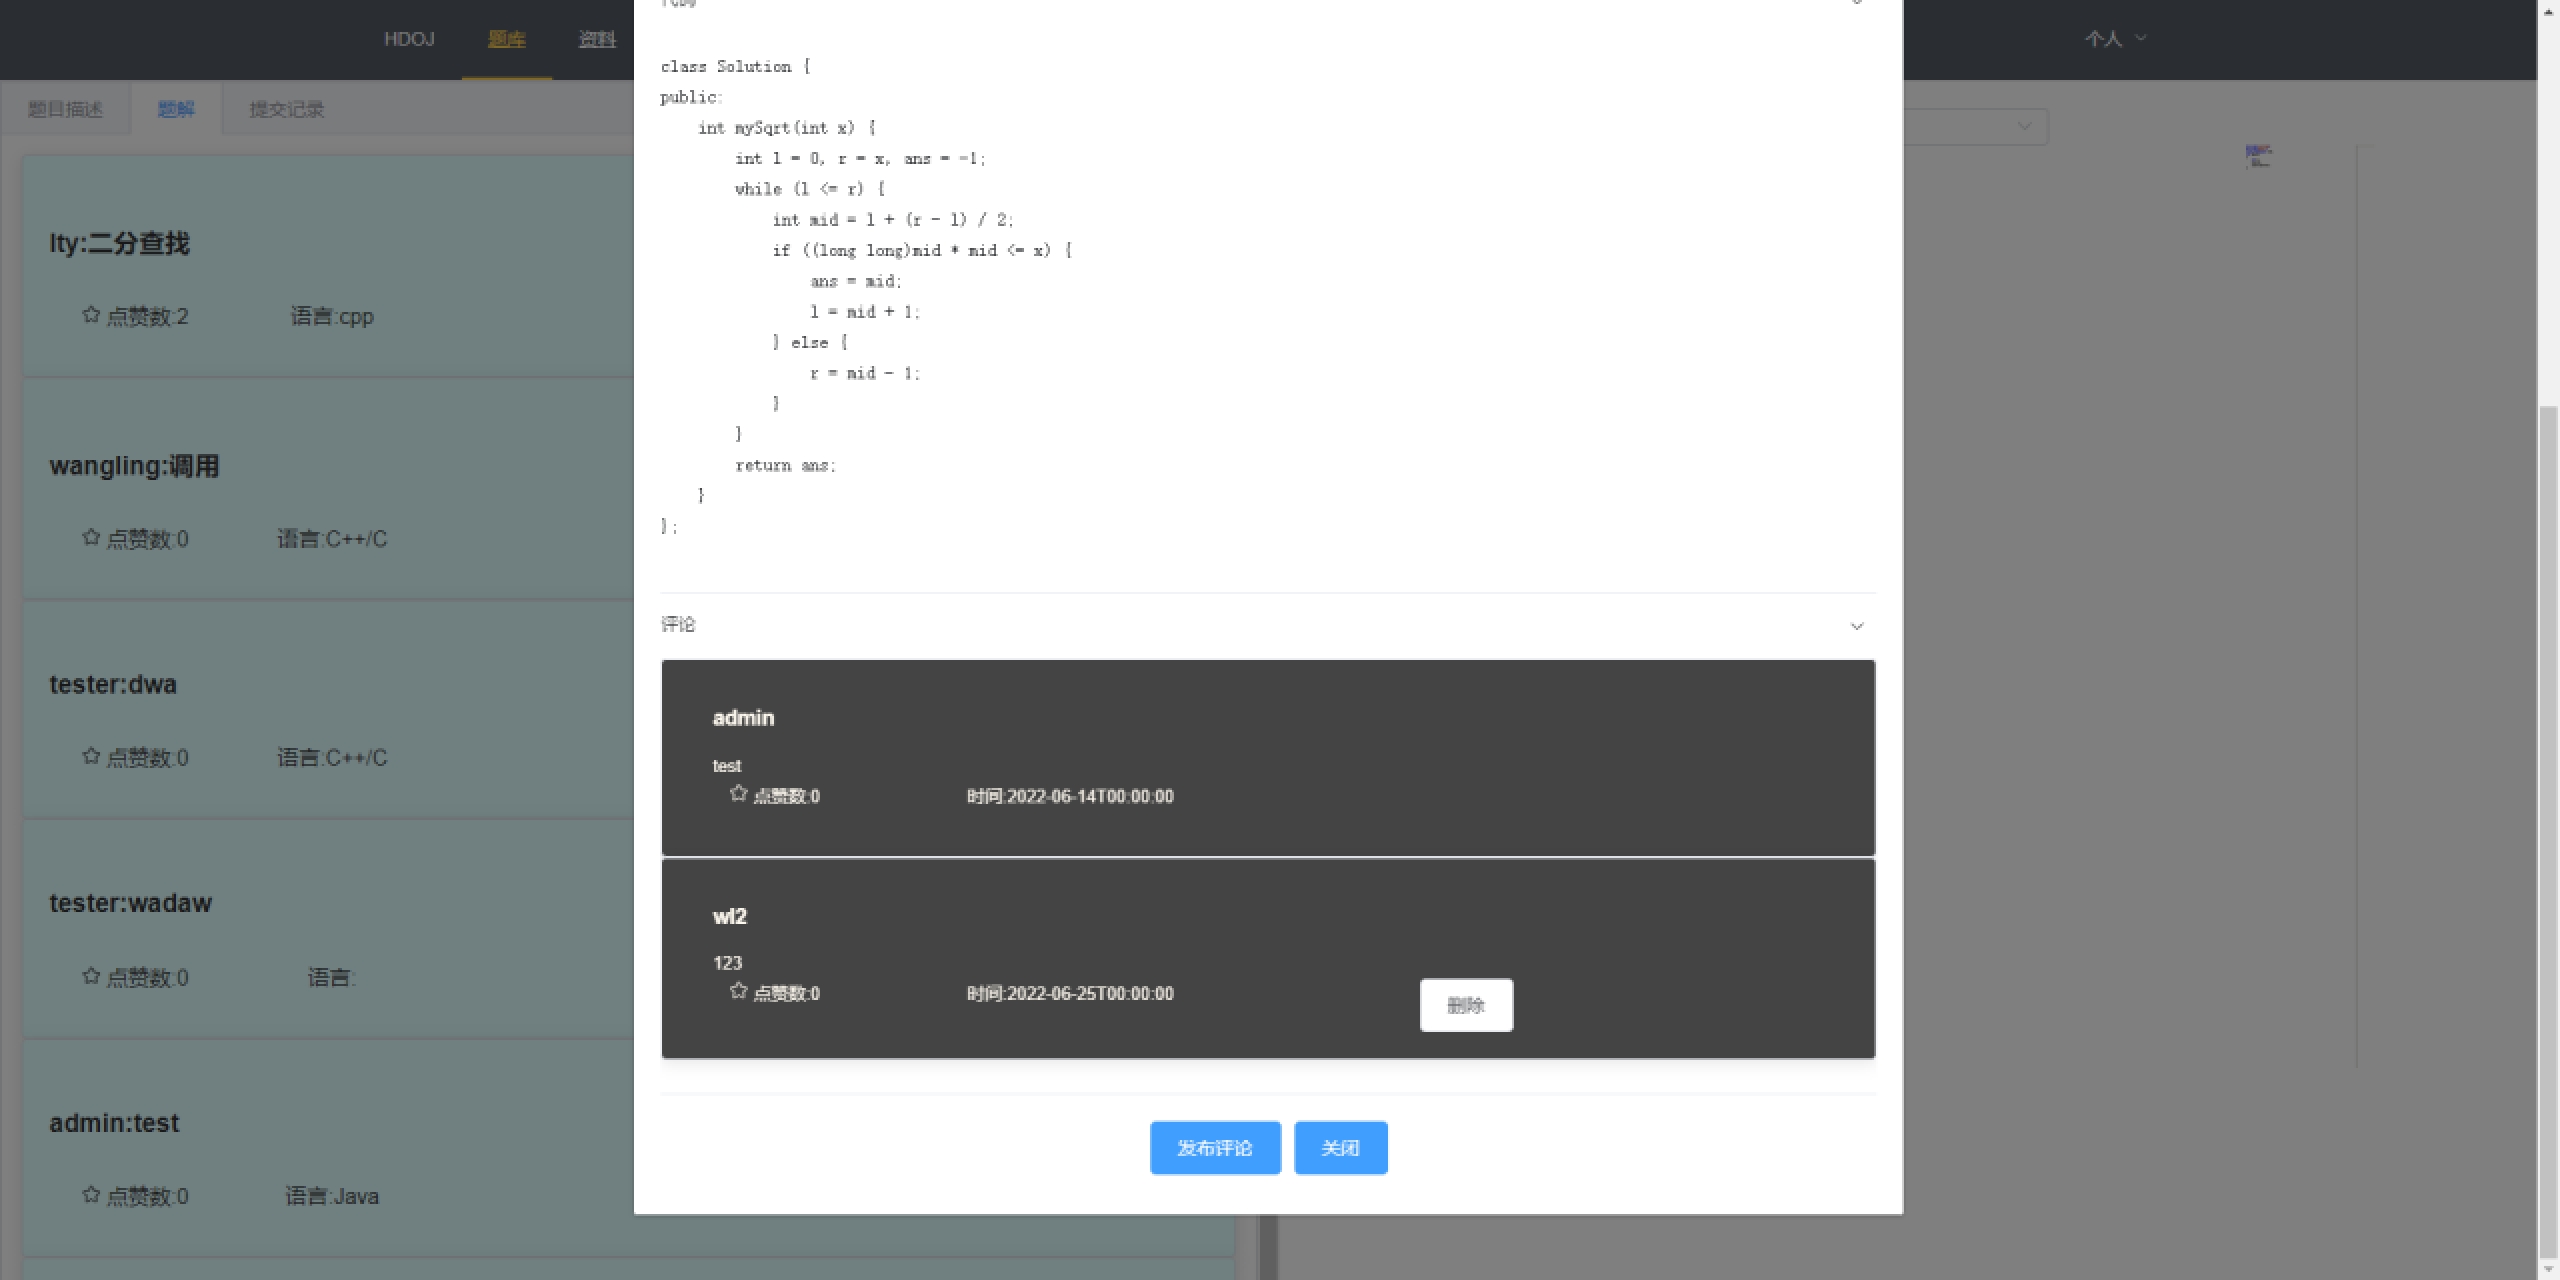 HDOJ 题库 资料 个人
题目描述 题解 提交记录
lty:二分查找
点赞数:2 语言:cpp
wangling:调用
点赞数:0 语言:C++/C
tester:dwa
点赞数:0 语言:C++/C
tester:wadaw
点赞数:0 语言:
admin:test
点赞数:0 语言:Java
class Solution {
public:
    int mySqrt(int x) {
        int l = 0, r = x, ans = -1;
        while (l <= r) {
            int mid = l + (r - l) / 2;
            if ((long long)mid * mid <= x) {
                ans = mid;
                l = mid + 1;
            } else {
                r = mid - 1;
            }
        }
        return ans;
    }
};
评论
admin
test
点赞数:0 时间:2022-06-14T00:00:00
wl2
123
点赞数:0 时间:2022-06-25T00:00:00 删除
发布评论 关闭